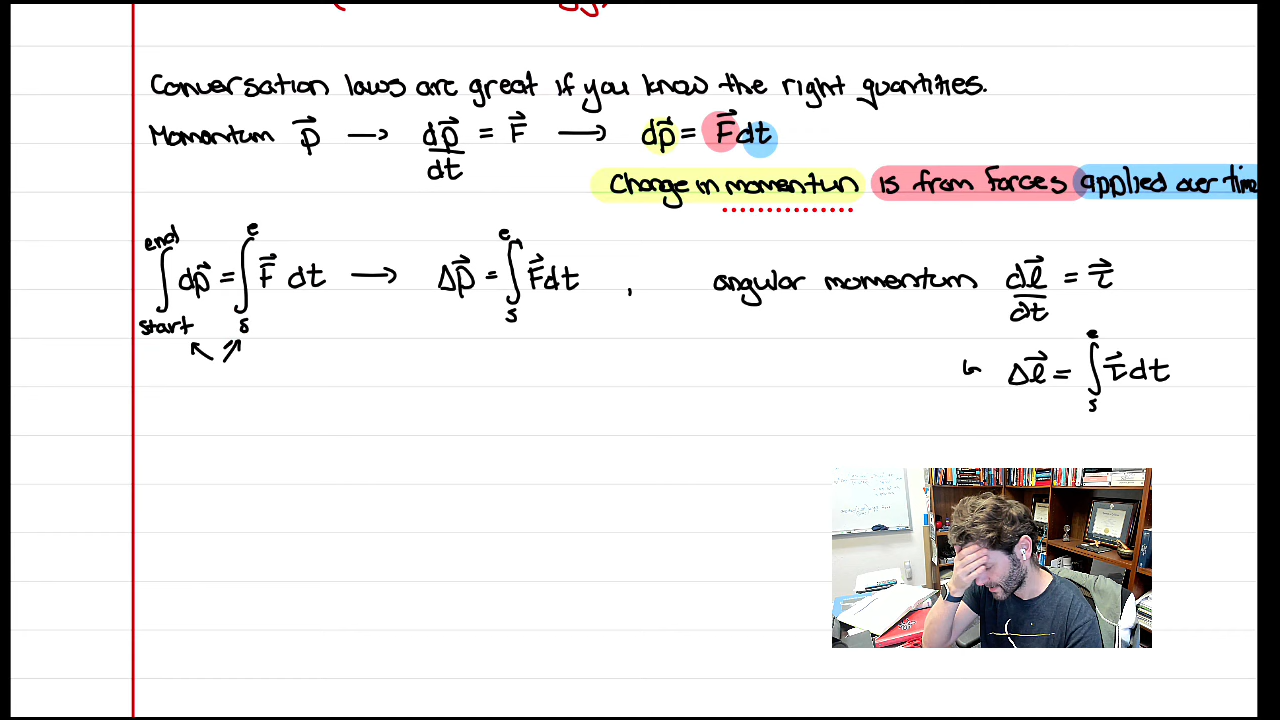 Conversation laws are great if you know the right quantities.
Momentum p⃗ → dp⃗/dt = F⃗ → dp⃗ = F⃗dt
Change in momentun is from forces applied over time
∫_start^end dp⃗ = ∫_s^e F⃗ dt → Δp⃗ = ∫_s^e F⃗dt , angular momentum dℓ⃗/dt = τ⃗
↳ Δℓ⃗ = ∫_s^e τ⃗dt